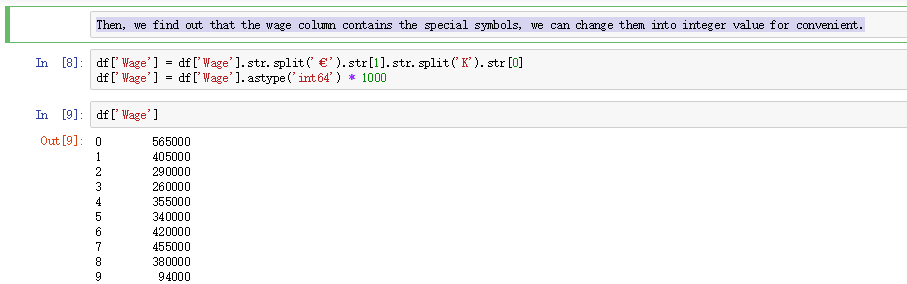 Then, we find out that the wage column contains the special symbols, we can change them into integer value for convenient.
In [8]: df['Wage'] = df['Wage'].str.split('€').str[1].str.split('K').str[0]
df['Wage'] = df['Wage'].astype('int64') * 1000
In [9]: df['Wage']
Out[9]: 0 565000
1 405000
2 290000
3 260000
4 355000
5 340000
6 420000
7 455000
8 380000
9 94000